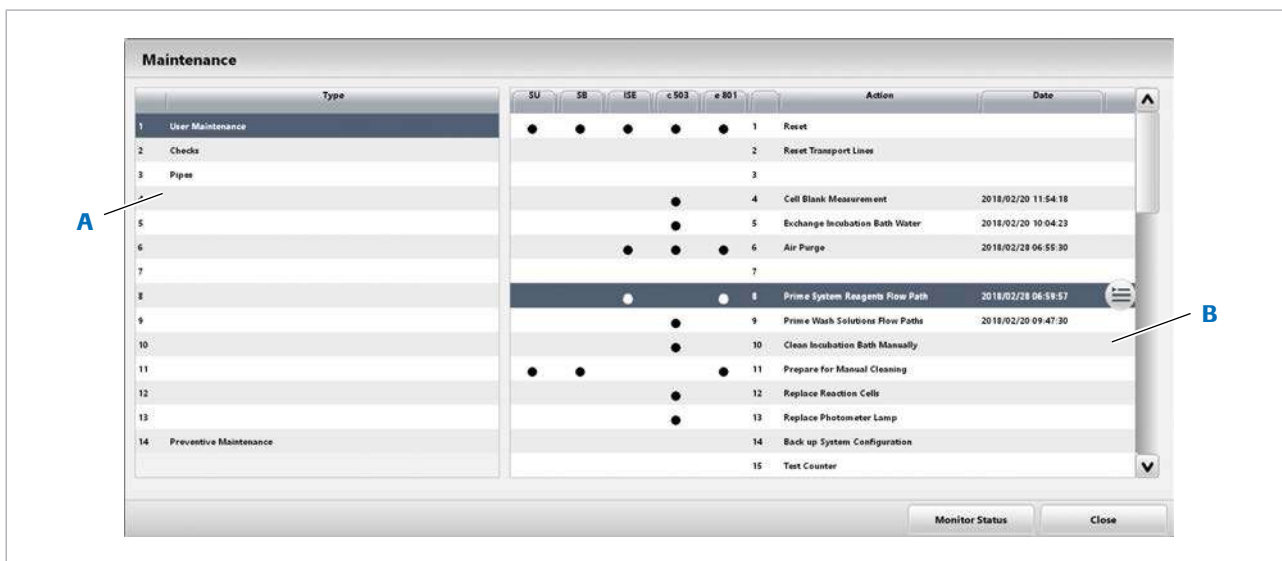 Maintenance
Type
SU SB ISE c 503 e 801 Action Date
1 User Maintenance
2 Checks
3 Pipes
4
5
6
7
8
9
10
11
12
13
14 Preventive Maintenance
1 Reset
2 Reset Transport Lines
3
4 Cell Blank Measurement 2018/02/20 11:54:18
5 Exchange Incubation Bath Water 2018/02/20 10:04:23
6 Air Purge 2018/02/28 06:55:30
7
8 Prime System Reagents Flow Path 2018/02/28 06:59:57
9 Prime Wash Solutions Flow Paths 2018/02/20 09:47:30
10 Clean Incubation Bath Manually
11 Prepare for Manual Cleaning
12 Replace Reaction Cells
13 Replace Photometer Lamp
14 Back up System Configuration
15 Test Counter
A
B
Monitor Status Close